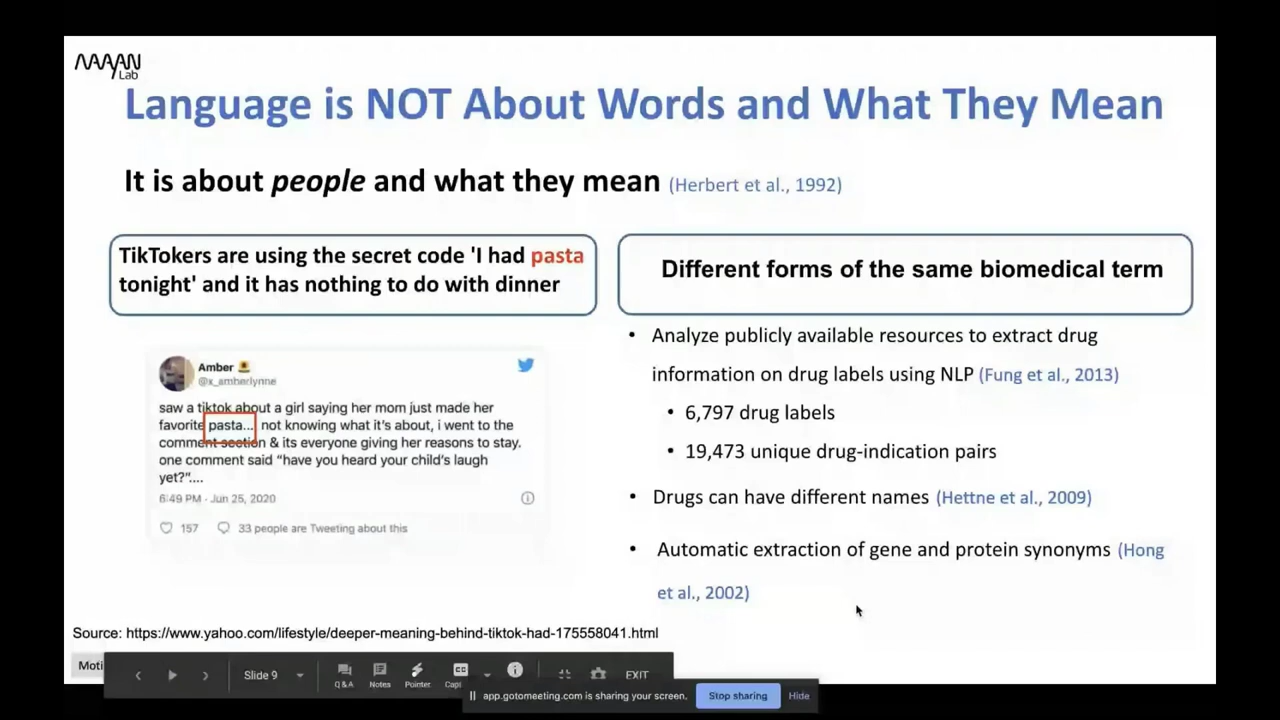 MAAYAN
Lab
Language is NOT About Words and What They Mean
It is about people and what they mean (Herbert et al., 1992)
TikTokers are using the secret code 'I had pasta
tonight' and it has nothing to do with dinner
Amber
@x_amberlynne
saw a tiktok about a girl saying her mom just made her
favorite pasta... not knowing what it's about, i went to the
comment section & its everyone giving her reasons to stay.
one comment said “have you heard your child's laugh
yet?”....
6:49 PM · Jun 25, 2020
157 33 people are Tweeting about this
Different forms of the same biomedical term
• Analyze publicly available resources to extract drug
information on drug labels using NLP (Fung et al., 2013)
• 6,797 drug labels
• 19,473 unique drug-indication pairs
• Drugs can have different names (Hettne et al., 2009)
• Automatic extraction of gene and protein synonyms (Hong
et al., 2002)
Source: https://www.yahoo.com/lifestyle/deeper-meaning-behind-tiktok-had-175558041.html
Moti
Slide 9
Q&A Notes Pointer Capt
EXIT
app.gotomeeting.com is sharing your screen. Stop sharing Hide